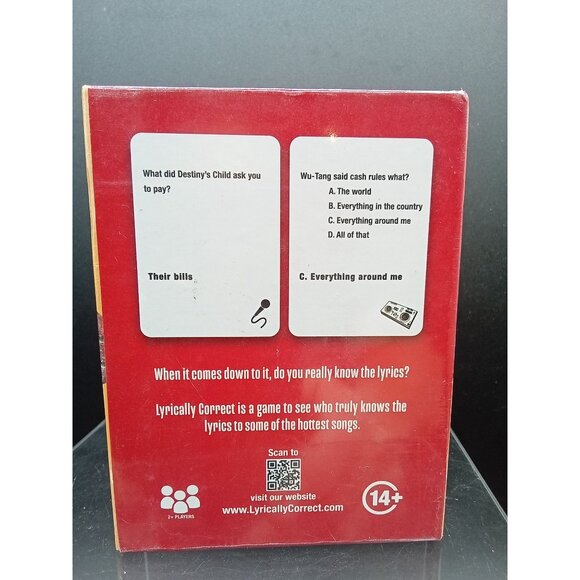 What did Destiny's Child ask you
to pay?
Their bills
Wu-Tang said cash rules what?
A. The world
B. Everything in the country
C. Everything around me
D. All of that
C. Everything around me
When it comes down to it, do you really know the lyrics?
Lyrically Correct is a game to see who truly knows the
lyrics to some of the hottest songs.
Scan to
visit our website
www.LyricallyCorrect.com
2+ PLAYERS
14+